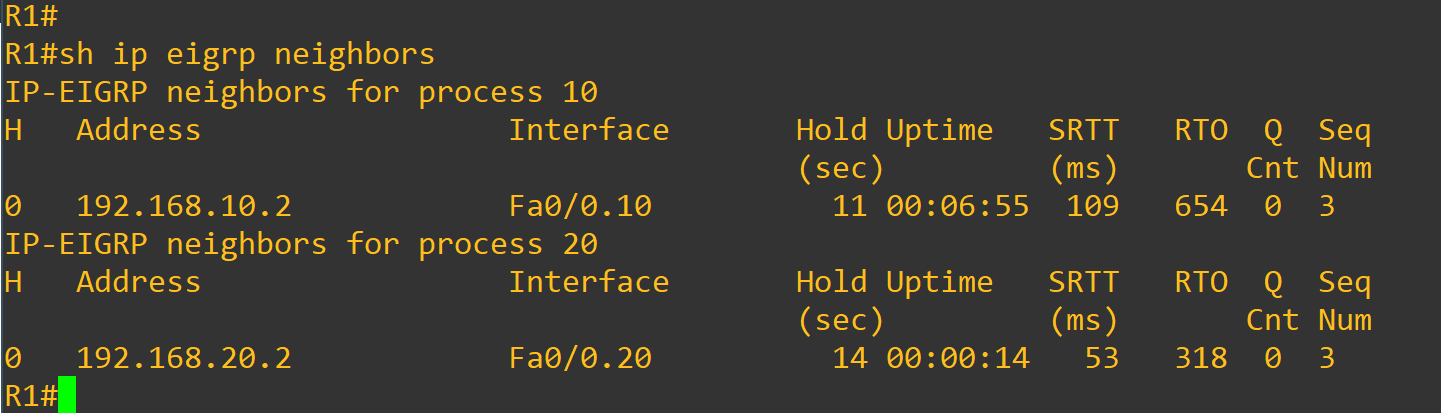 R1#
R1#sh ip eigrp neighbors
IP-EIGRP neighbors for process 10
H   Address                 Interface       Hold Uptime   SRTT   RTO  Q  Seq
                                            (sec)         (ms)       Cnt Num
0   192.168.10.2            Fa0/0.10          11 00:06:55  109   654  0  3
IP-EIGRP neighbors for process 20
H   Address                 Interface       Hold Uptime   SRTT   RTO  Q  Seq
                                            (sec)         (ms)       Cnt Num
0   192.168.20.2            Fa0/0.20          14 00:00:14   53   318  0  3
R1#